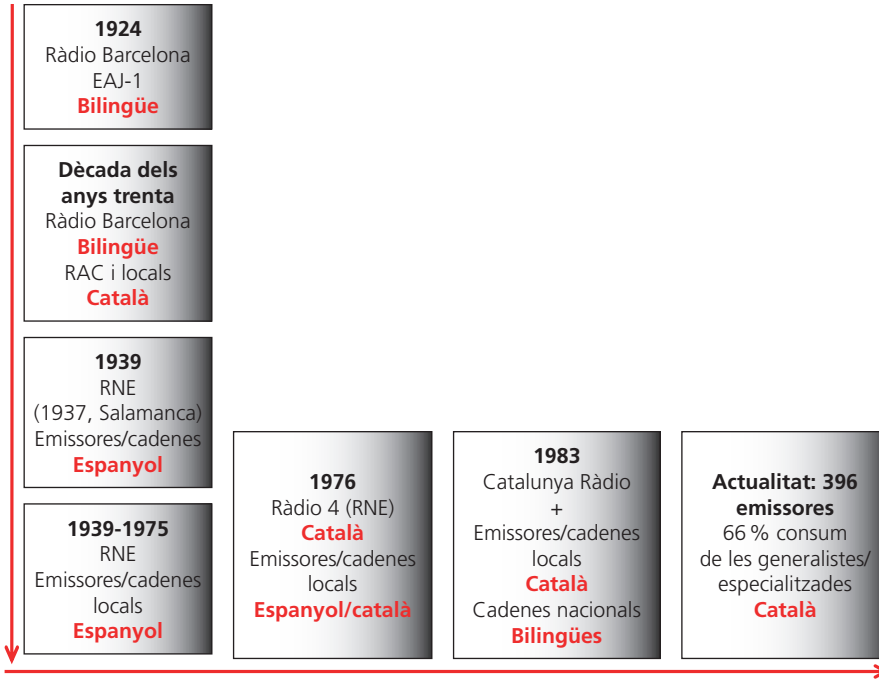 1924
Ràdio Barcelona
EAJ-1
Bilingüe
Dècada dels
anys trenta
Ràdio Barcelona
Bilingüe
RAC i locals
Català
1939
RNE
(1937, Salamanca)
Emissores/cadenes
Espanyol
1939-1975
RNE
Emissores/cadenes
locals
Espanyol
1976
Ràdio 4 (RNE)
Català
Emissores/cadenes
locals
Espanyol/català
1983
Catalunya Ràdio
+
Emissores/cadenes
locals
Català
Cadenes nacionals
Bilingües
Actualitat: 396
emissores
66 % consum
de les generalistes/
especialitzades
Català